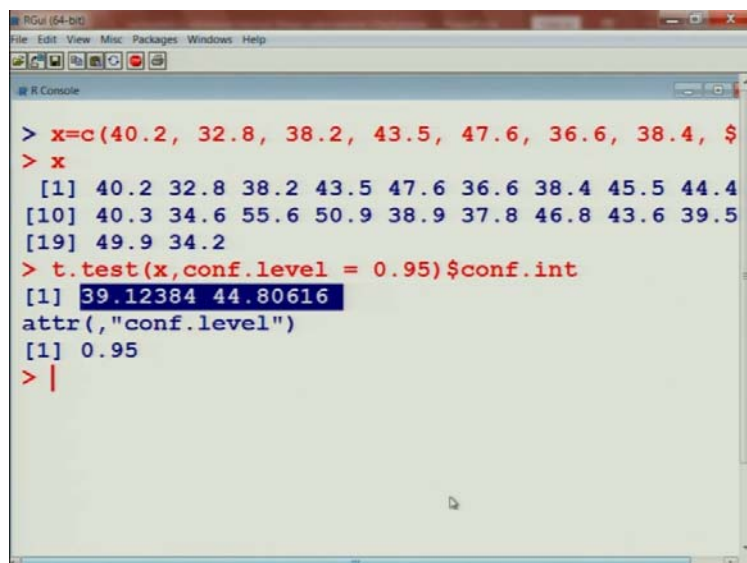 RGui (64-bit)
File Edit View Misc Packages Windows Help
R Console
> x=c(40.2, 32.8, 38.2, 43.5, 47.6, 36.6, 38.4, $
> x
[1] 40.2 32.8 38.2 43.5 47.6 36.6 38.4 45.5 44.4
[10] 40.3 34.6 55.6 50.9 38.9 37.8 46.8 43.6 39.5
[19] 49.9 34.2
> t.test(x,conf.level = 0.95)$conf.int
[1] 39.12384 44.80616
attr(,"conf.level")
[1] 0.95
>